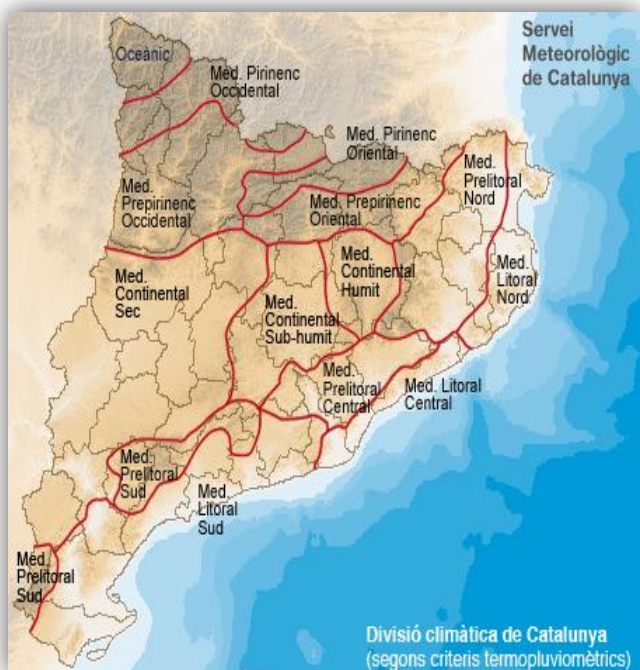 Servei
Meteorològic
de Catalunya
Oceànic
Med. Pirinenc
Occidental
Med. Pirinenc
Oriental
Med.
Prelitoral
Nord
Med.
Prepirinenc
Occidental
Med. Prepirinenc
Oriental
Med.
Continental
Sec
Med.
Continental
Humit
Med.
Litoral
Nord
Med.
Continental
Sub-humit
Med.
Prelitoral
Central
Med. Litoral
Central
Med.
Prelitoral
Sud
Med.
Litoral
Sud
Med.
Prelitoral
Sud
Divisió climàtica de Catalunya
(segons criteris termopluviomètrics)